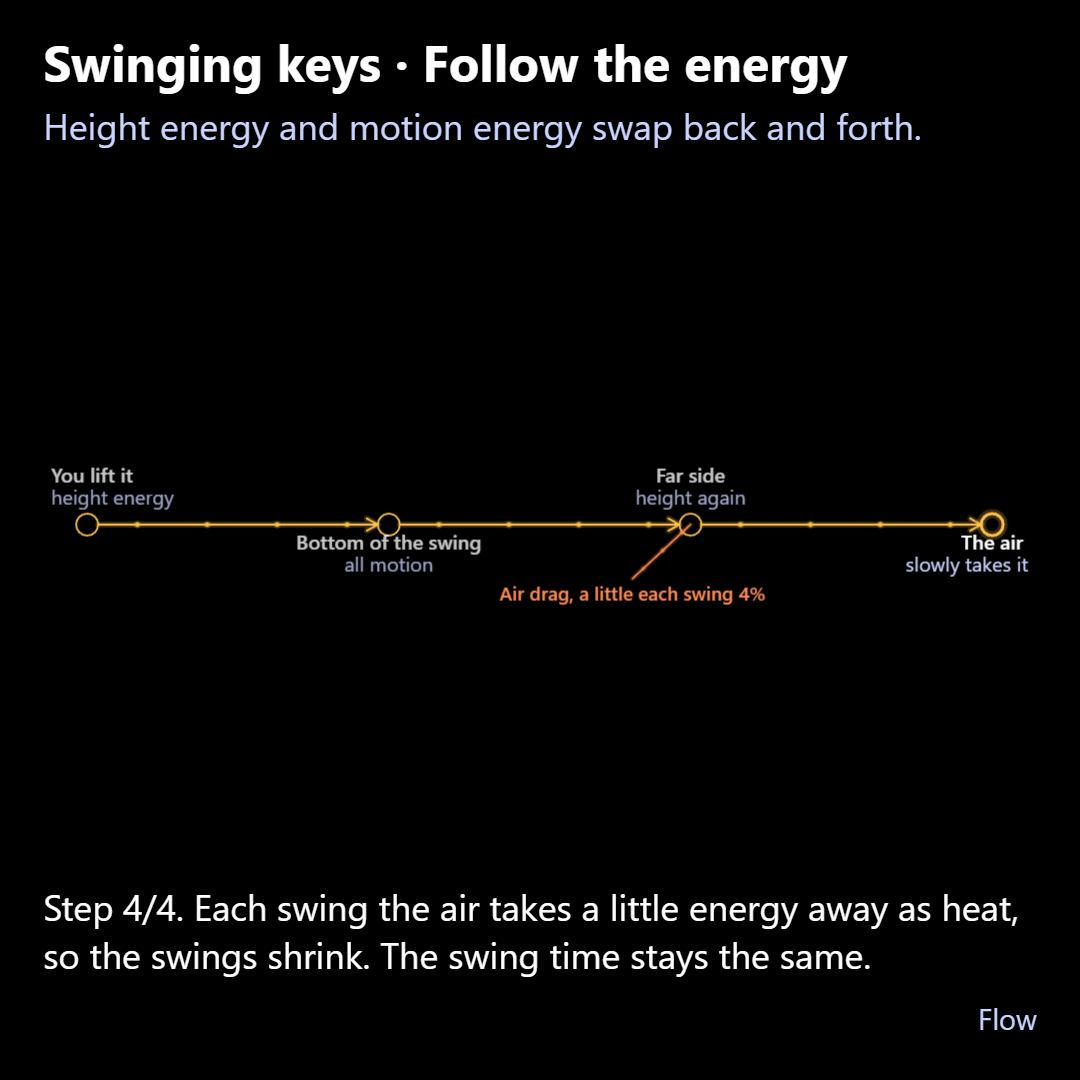 Swinging keys · Follow the energy
Height energy and motion energy swap back and forth.
You lift it
height energy
Far side
height again
Bottom of the swing
all motion
The air
slowly takes it
Air drag, a little each swing 4%
Step 4/4. Each swing the air takes a little energy away as heat,
so the swings shrink. The swing time stays the same.
Flow